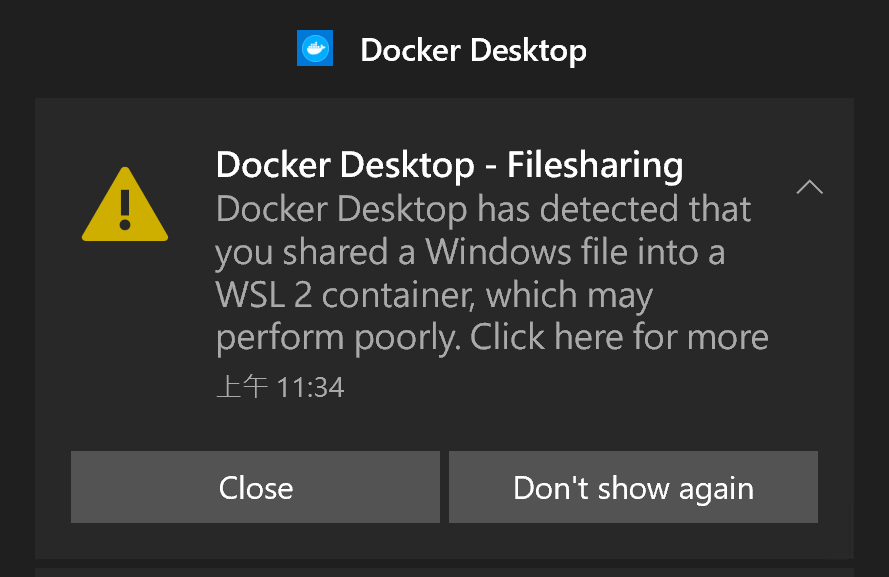 Docker Desktop
Docker Desktop - Filesharing
Docker Desktop has detected that
you shared a Windows file into a
WSL 2 container, which may
perform poorly. Click here for more
上午 11:34
Close
Don't show again